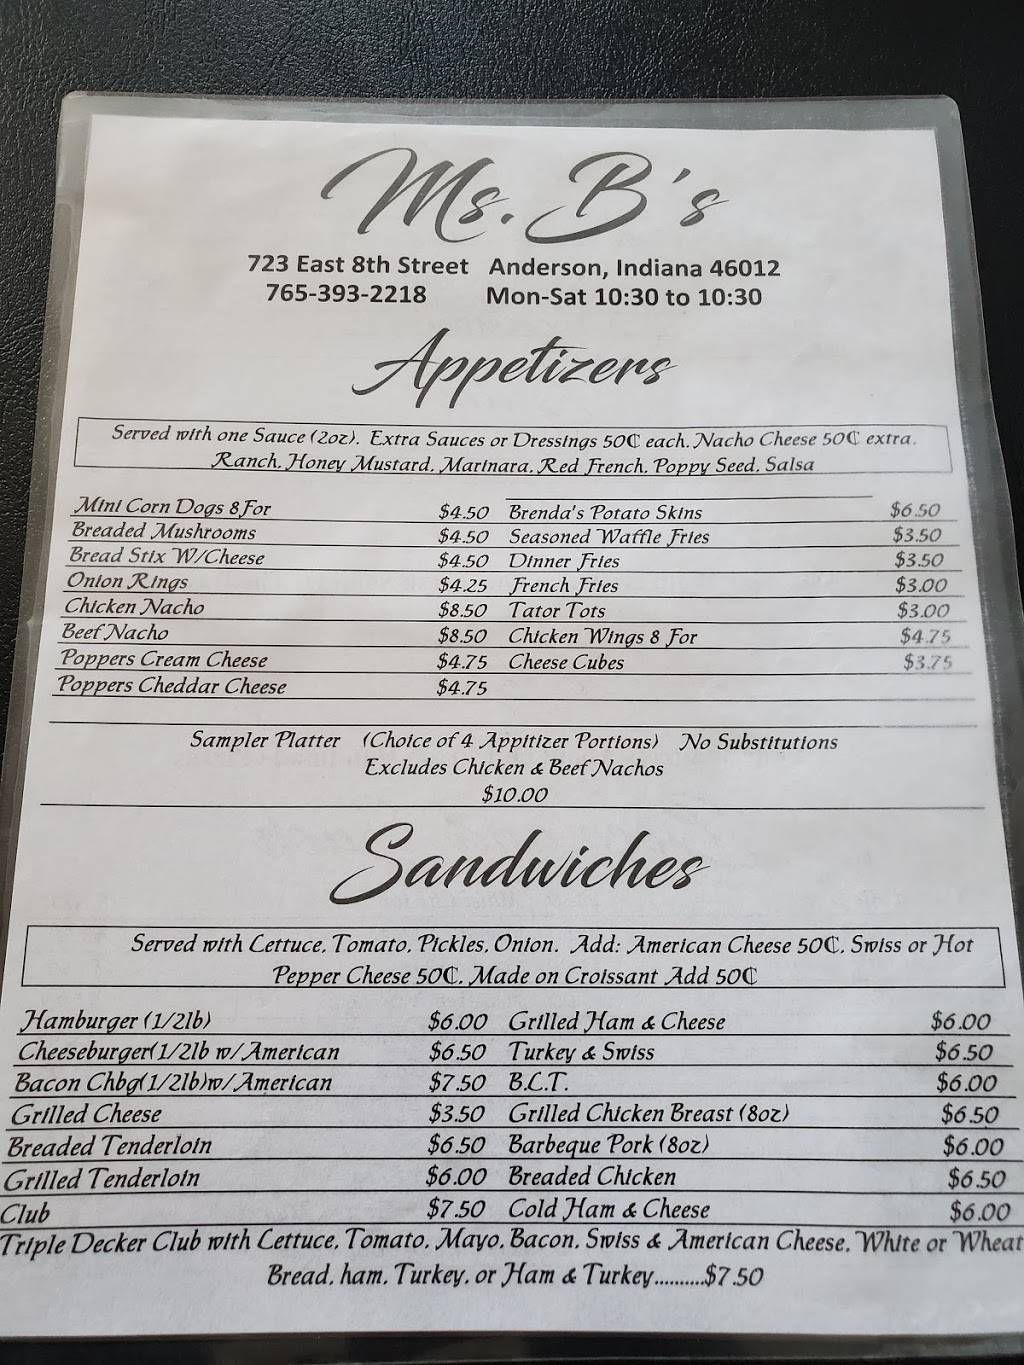 Ms. B's
723 East 8th Street Anderson, Indiana 46012
765-393-2218 Mon-Sat 10:30 to 10:30
Appetizers
Served with one Sauce (2oz). Extra Sauces or Dressings 50₵ each. Nacho Cheese 50₵ extra.
Ranch, Honey Mustard, Marinara, Red French, Poppy Seed, Salsa
Mini Corn Dogs 8 For $4.50 Brenda's Potato Skins $6.50
Breaded Mushrooms $4.50 Seasoned Waffle Fries $3.50
Bread Stix W/Cheese $4.50 Dinner Fries $3.50
Onion Rings $4.25 French Fries $3.00
Chicken Nacho $8.50 Tator Tots $3.00
Beef Nacho $8.50 Chicken Wings 8 For $4.75
Poppers Cream Cheese $4.75 Cheese Cubes $3.75
Poppers Cheddar Cheese $4.75
Sampler Platter (Choice of 4 Appitizer Portions) No Substitutions
Excludes Chicken & Beef Nachos
$10.00
Sandwiches
Served with Lettuce, Tomato, Pickles, Onion. Add: American Cheese 50₵, Swiss or Hot
Pepper Cheese 50₵, Made on Croissant Add 50₵
Hamburger (1/2lb) $6.00 Grilled Ham & Cheese $6.00
Cheeseburger(1/2lb w/American $6.50 Turkey & Swiss $6.50
Bacon Chbg(1/2lb)w/American $7.50 B.L.T. $6.00
Grilled Cheese $3.50 Grilled Chicken Breast (8oz) $6.50
Breaded Tenderloin $6.50 Barbeque Pork (8oz) $6.00
Grilled Tenderloin $6.00 Breaded Chicken $6.50
Club $7.50 Cold Ham & Cheese $6.00
Triple Decker Club with Lettuce, Tomato, Mayo, Bacon, Swiss & American Cheese, White or Wheat
Bread, ham, Turkey, or Ham & Turkey..........$7.50